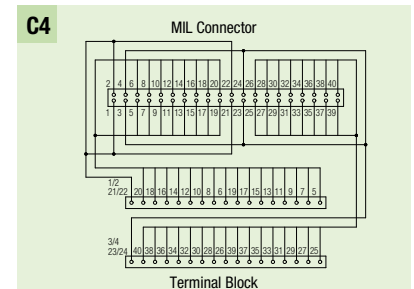 C4
MIL Connector
2 4 6 8 10 12 14 16 18 20 22 24 26 28 30 32 34 36 38 40
1 3 5 7 9 11 13 15 17 19 21 23 25 27 29 31 33 35 37 39
1/2
21/22 20 18 16 14 12 10 8 6 19 17 15 13 11 9 7 5
3/4
23/24 40 38 36 34 32 30 28 26 39 37 35 33 31 29 27 25
Terminal Block